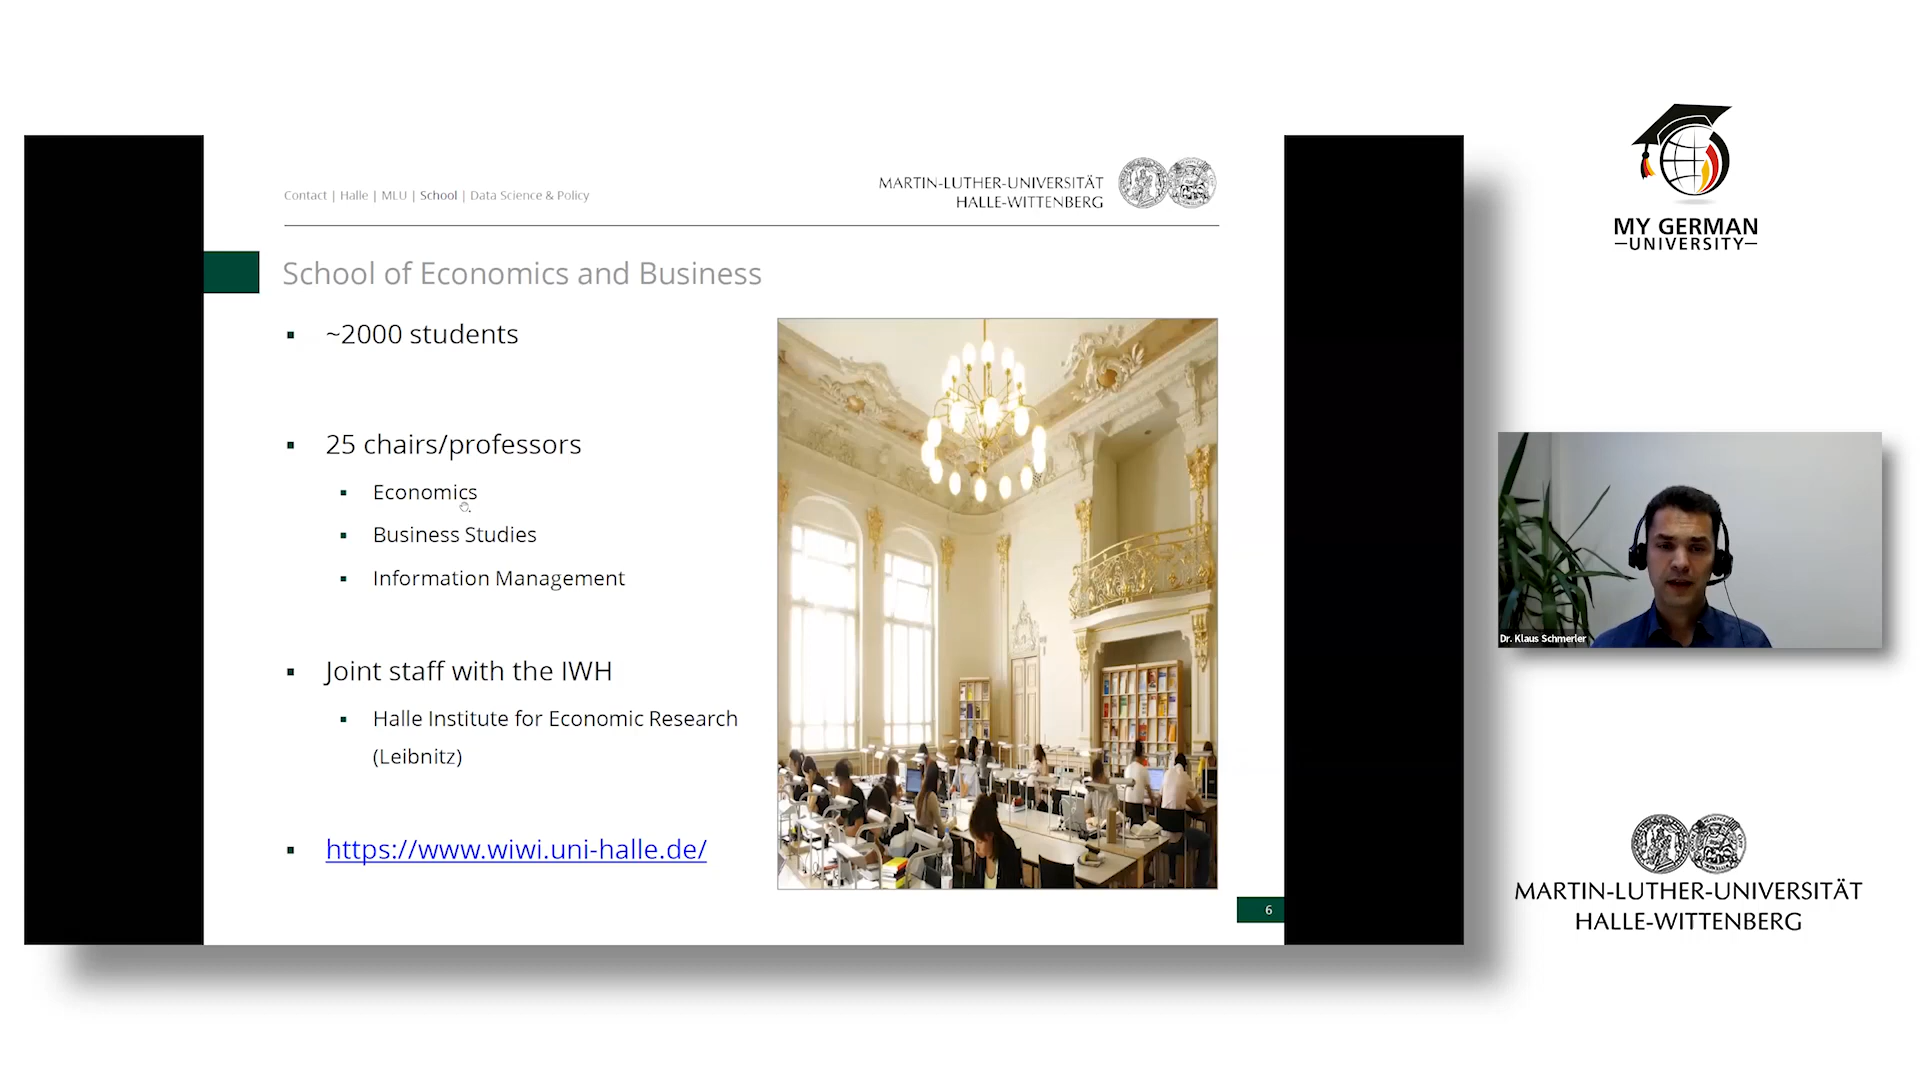 Contact | Halle | MLU | School | Data Science & Policy
MARTIN-LUTHER-UNIVERSITÄT
HALLE-WITTENBERG
School of Economics and Business
~2000 students
25 chairs/professors
Economics
Business Studies
Information Management
Joint staff with the IWH
Halle Institute for Economic Research
(Leibnitz)
https://www.wiwi.uni-halle.de/
6
MY GERMAN
UNIVERSITY
Dr. Klaus Schmerler
MARTIN-LUTHER-UNIVERSITÄT
HALLE-WITTENBERG